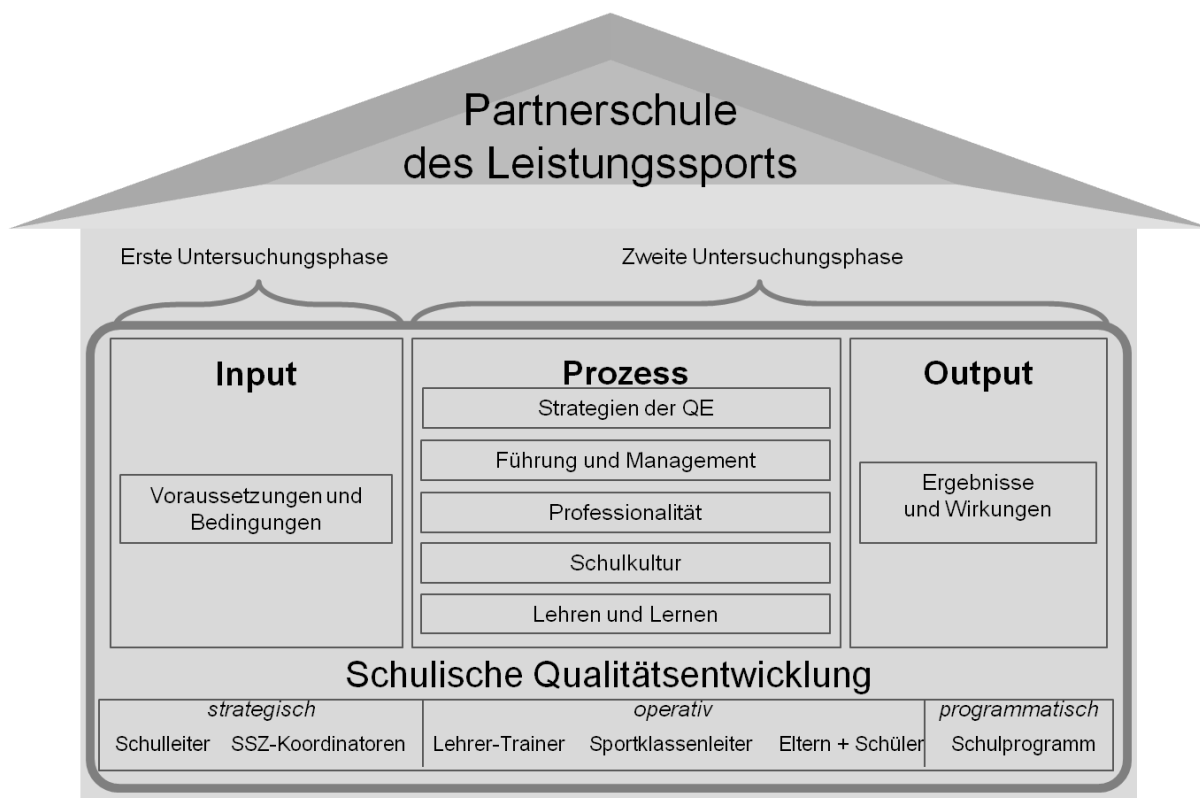 Partnerschule
des Leistungssports
Erste Untersuchungsphase
Zweite Untersuchungsphase
Input
Voraussetzungen und
Bedingungen
Prozess
Strategien der QE
Führung und Management
Professionalität
Schulkultur
Lehren und Lernen
Output
Ergebnisse
und Wirkungen
Schulische Qualitätsentwicklung
strategisch
Schulleiter SSZ-Koordinatoren
operativ
Lehrer-Trainer Sportklassenleiter Eltern + Schüler
programmatisch
Schulprogramm